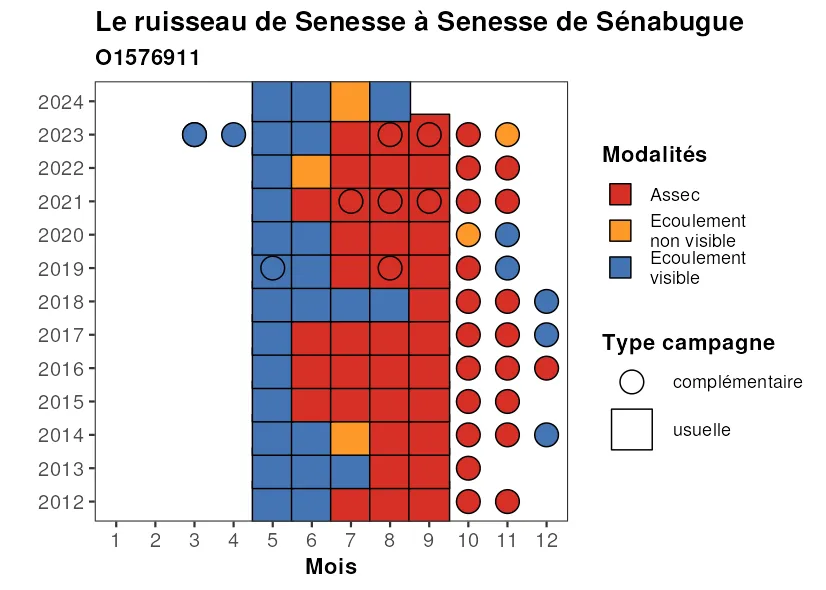 Le ruisseau de Senesse à Senesse de Sénabugue
O1576911
2024
2023
2022
2021
2020
2019
2018
2017
2016
2015
2014
2013
2012
1 2 3 4 5 6 7 8 9 10 11 12
Mois
Modalités
Assec
Ecoulement
non visible
Ecoulement
visible
Type campagne
complémentaire
usuelle